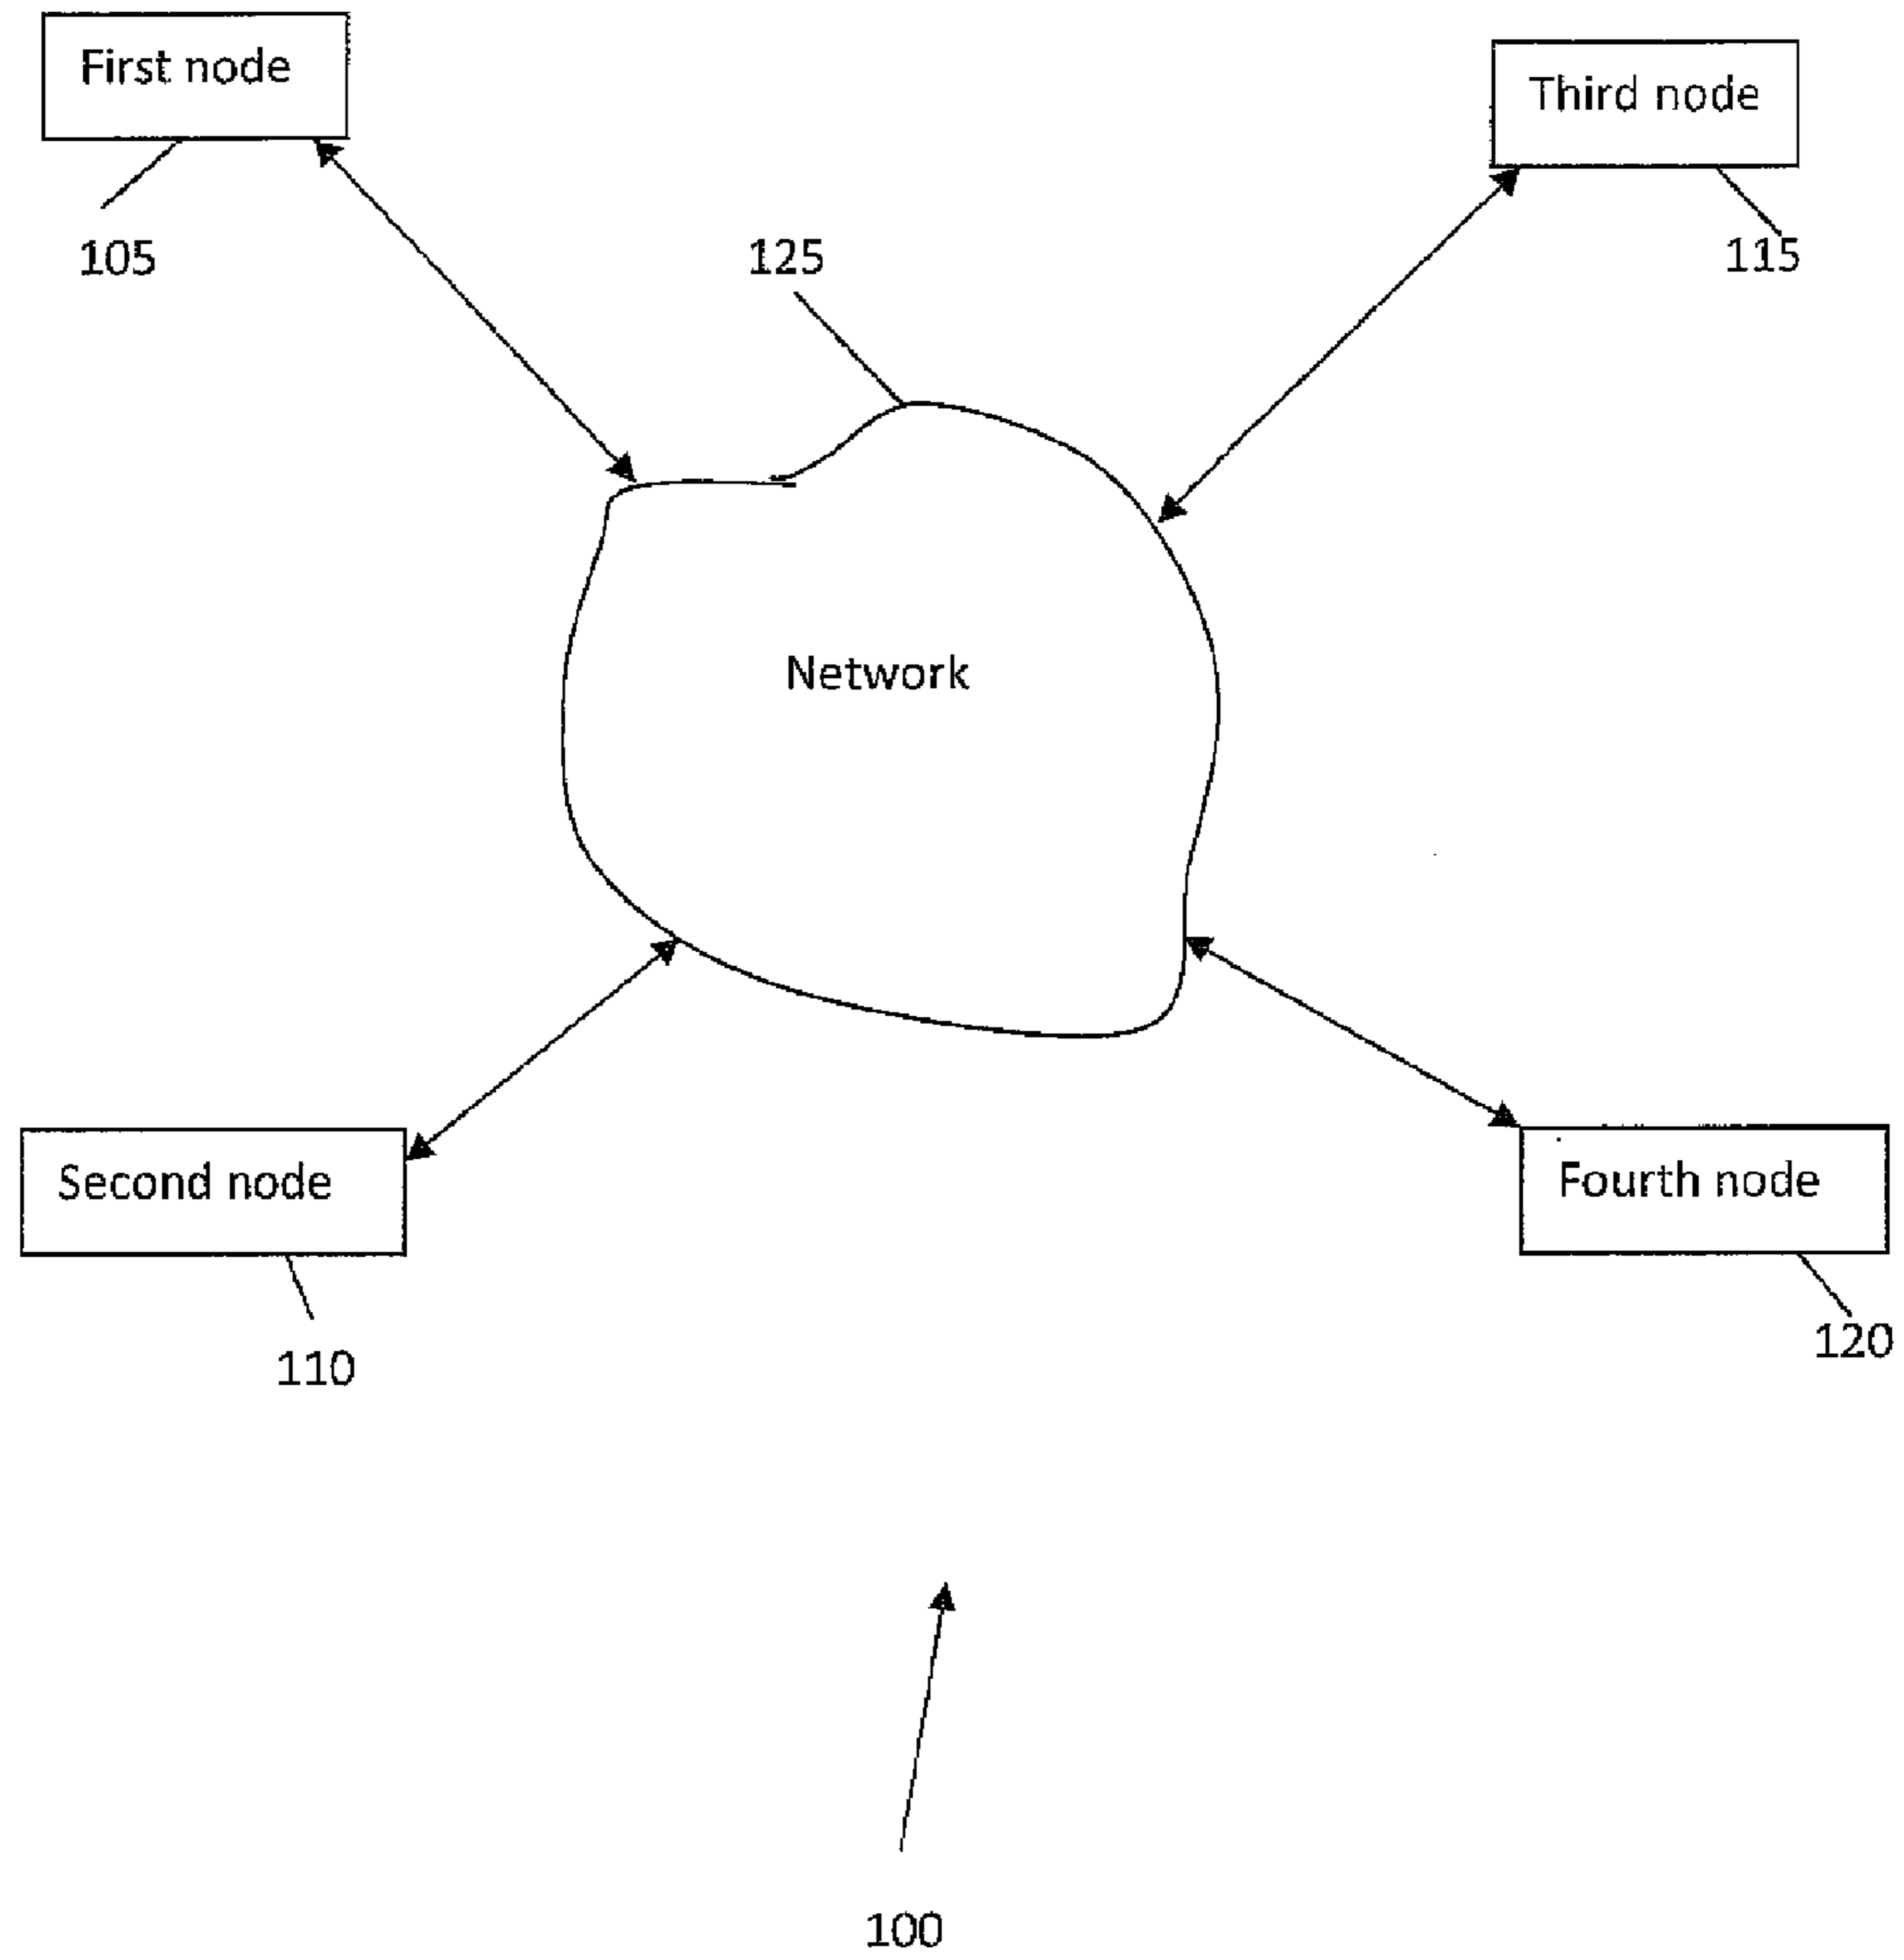 First node
Third node
105
125
115
Network
Second node
Fourth node
110
120
100